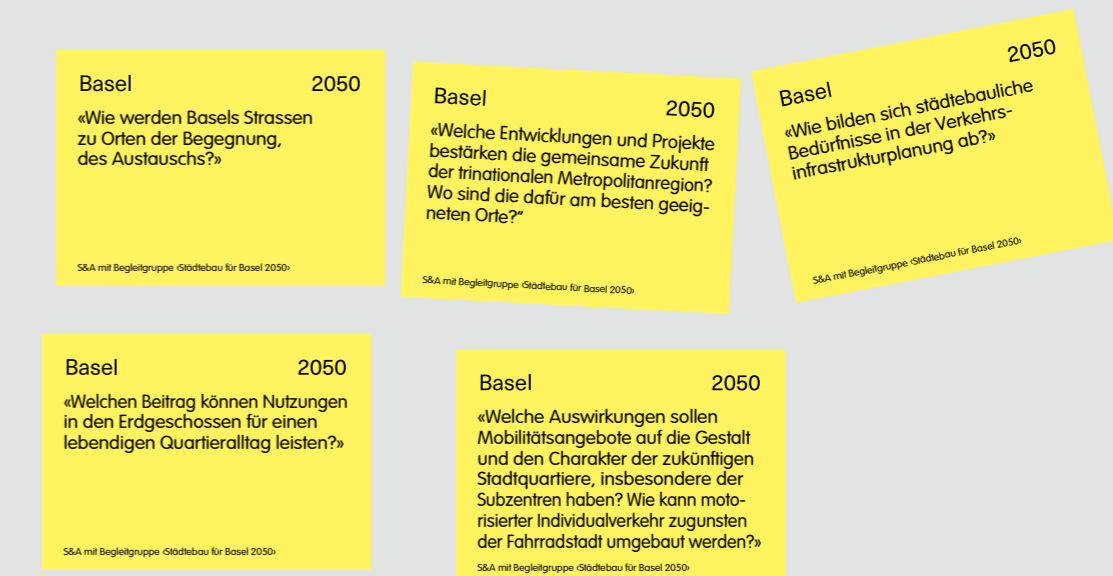 Basel 2050
«Wie werden Basels Strassen
zu Orten der Begegnung,
des Austauschs?»
S&A mit Begleitgruppe ‹Städtebau für Basel 2050›
Basel 2050
«Welche Entwicklungen und Projekte
bestärken die gemeinsame Zukunft
der trinationalen Metropolitanregion?
Wo sind die dafür am besten geeig-
neten Orte?”
S&A mit Begleitgruppe ‹Städtebau für Basel 2050›
Basel 2050
«Wie bilden sich städtebauliche
Bedürfnisse in der Verkehrs-
infrastrukturplanung ab?»
S&A mit Begleitgruppe ‹Städtebau für Basel 2050›
Basel 2050
«Welchen Beitrag können Nutzungen
in den Erdgeschossen für einen
lebendigen Quartieralltag leisten?»
S&A mit Begleitgruppe ‹Städtebau für Basel 2050›
Basel 2050
«Welche Auswirkungen sollen
Mobilitätsangebote auf die Gestalt
und den Charakter der zukünftigen
Stadtquartiere, insbesondere der
Subzentren haben? Wie kann moto-
risierter Individualverkehr zugunsten
der Fahrradstadt umgebaut werden?»
S&A mit Begleitgruppe ‹Städtebau für Basel 2050›